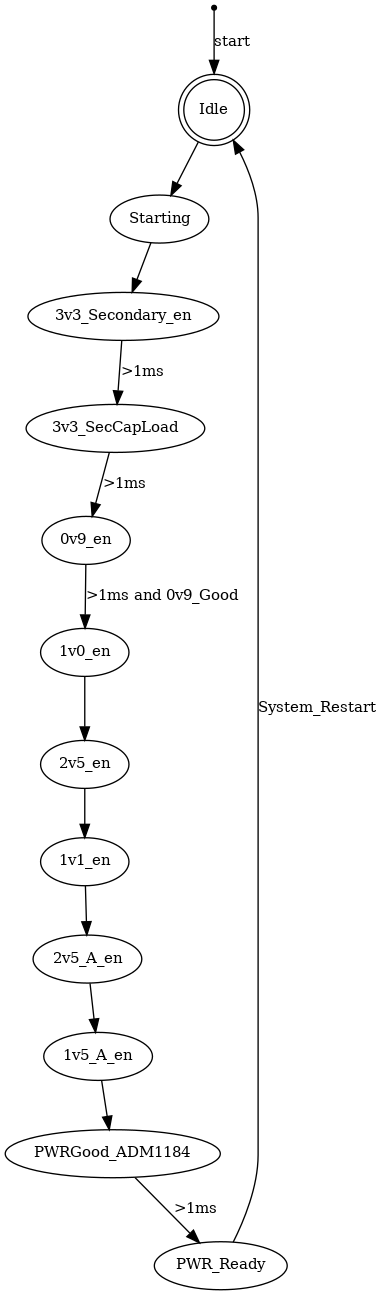 start
Idle
Starting
3v3_Secondary_en
>1ms
3v3_SecCapLoad
>1ms
0v9_en
>1ms and 0v9_Good
1v0_en
System_Restart
2v5_en
1v1_en
2v5_A_en
1v5_A_en
PWRGood_ADM1184
>1ms
PWR_Ready